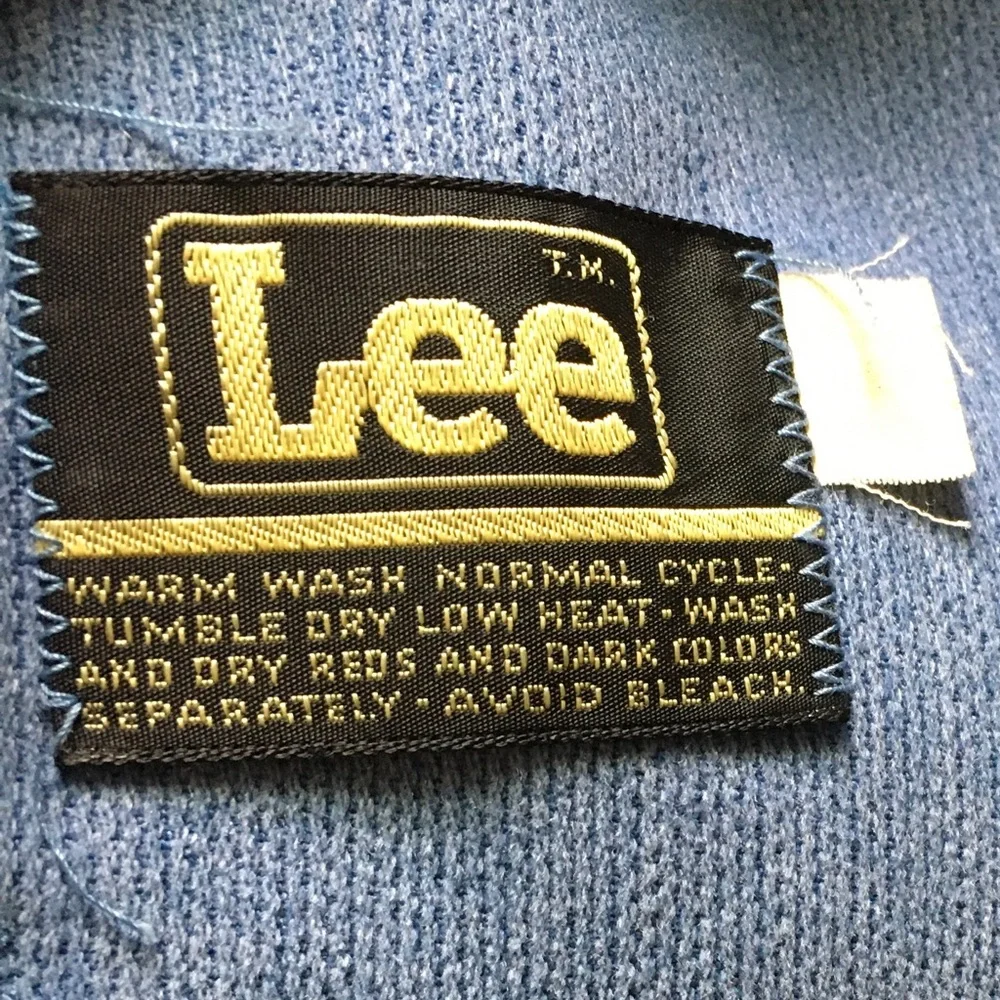 T.M.
Lee
WARM WASH NORMAL CYCLE·
TUMBLE DRY LOW HEAT·WASH
AND DRY REDS AND DARK COLORS
SEPARATELY·AVOID BLEACH.